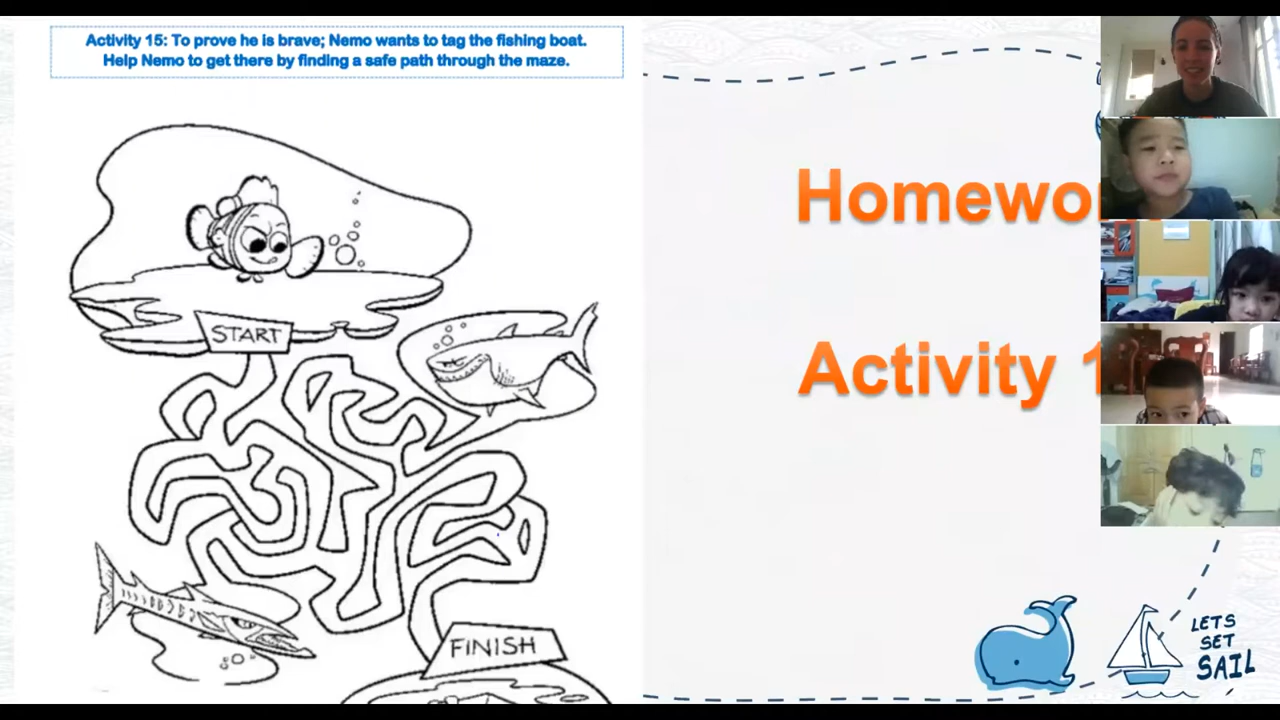 Activity 15: To prove he is brave; Nemo wants to tag the fishing boat.
Help Nemo to get there by finding a safe path through the maze.
START
FINISH
Homewo
Activity 1
LETS
SET
SAIL